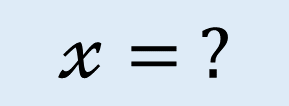 x = ?